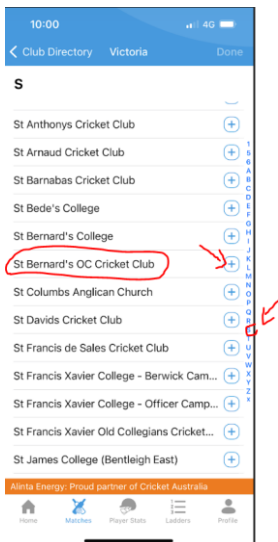 10:00
4G
Club Directory
Victoria
Done
S
St Anthonys Cricket Club
St Arnaud Cricket Club
St Barnabas Cricket Club
St Bede's College
St Bernard's College
St Bernard's OC Cricket Club
St Columbs Anglican Church
St Davids Cricket Club
St Francis de Sales Cricket Club
St Francis Xavier College - Berwick Cam...
St Francis Xavier College - Officer Camp...
St Francis Xavier Old Collegians Cricket...
St James College (Bentleigh East)
1
5
6
A
B
C
D
E
F
G
H
I
J
K
L
M
N
O
P
Q
R
T
U
V
W
X
Y
Z
Alinta Energy: Proud partner of Cricket Australia
Home
Matches
Player Stats
Ladders
Profile